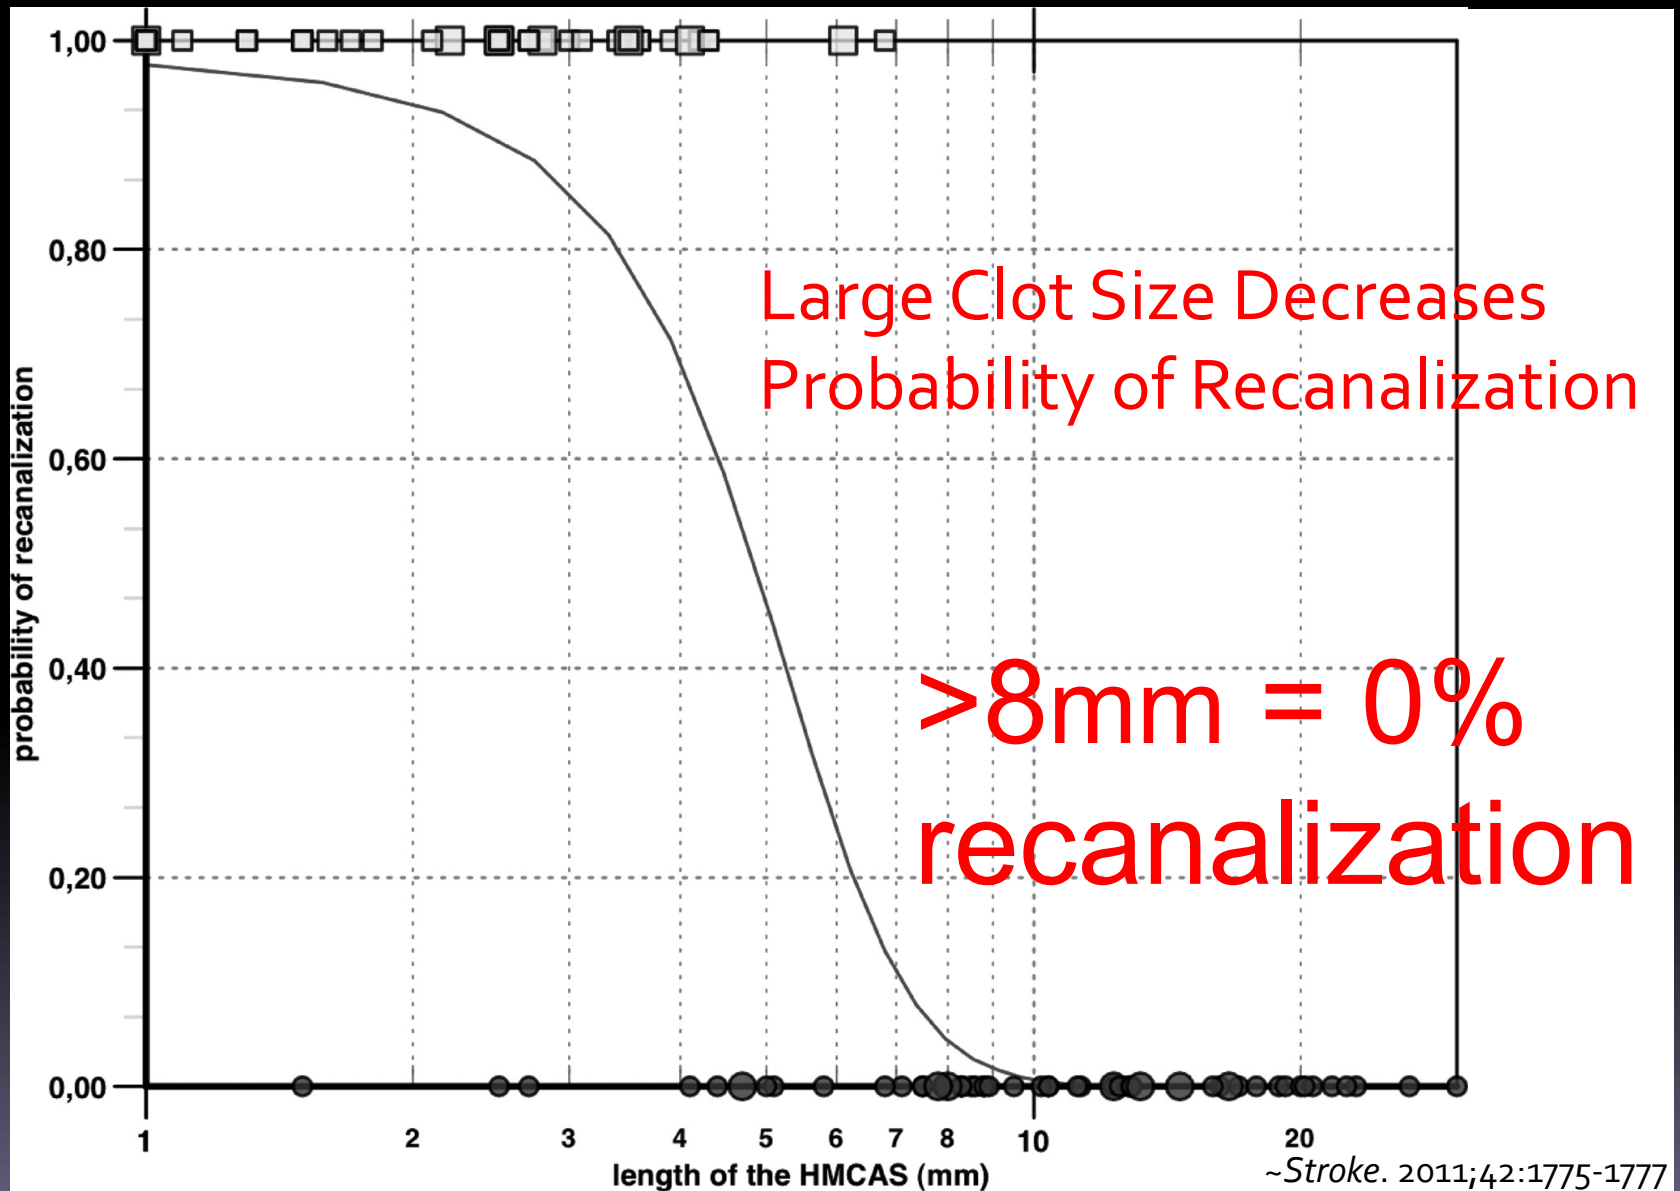 1,00
0,80
Large Clot Size Decreases
Probability of Recanalization
0,60
probability of recanalization
0,40
>8mm = 0%
recanalization
0,20
0,00
1 2 3 4 5 6 7 8 10 20
length of the HMCAS (mm)
~Stroke. 2011;42:1775-1777